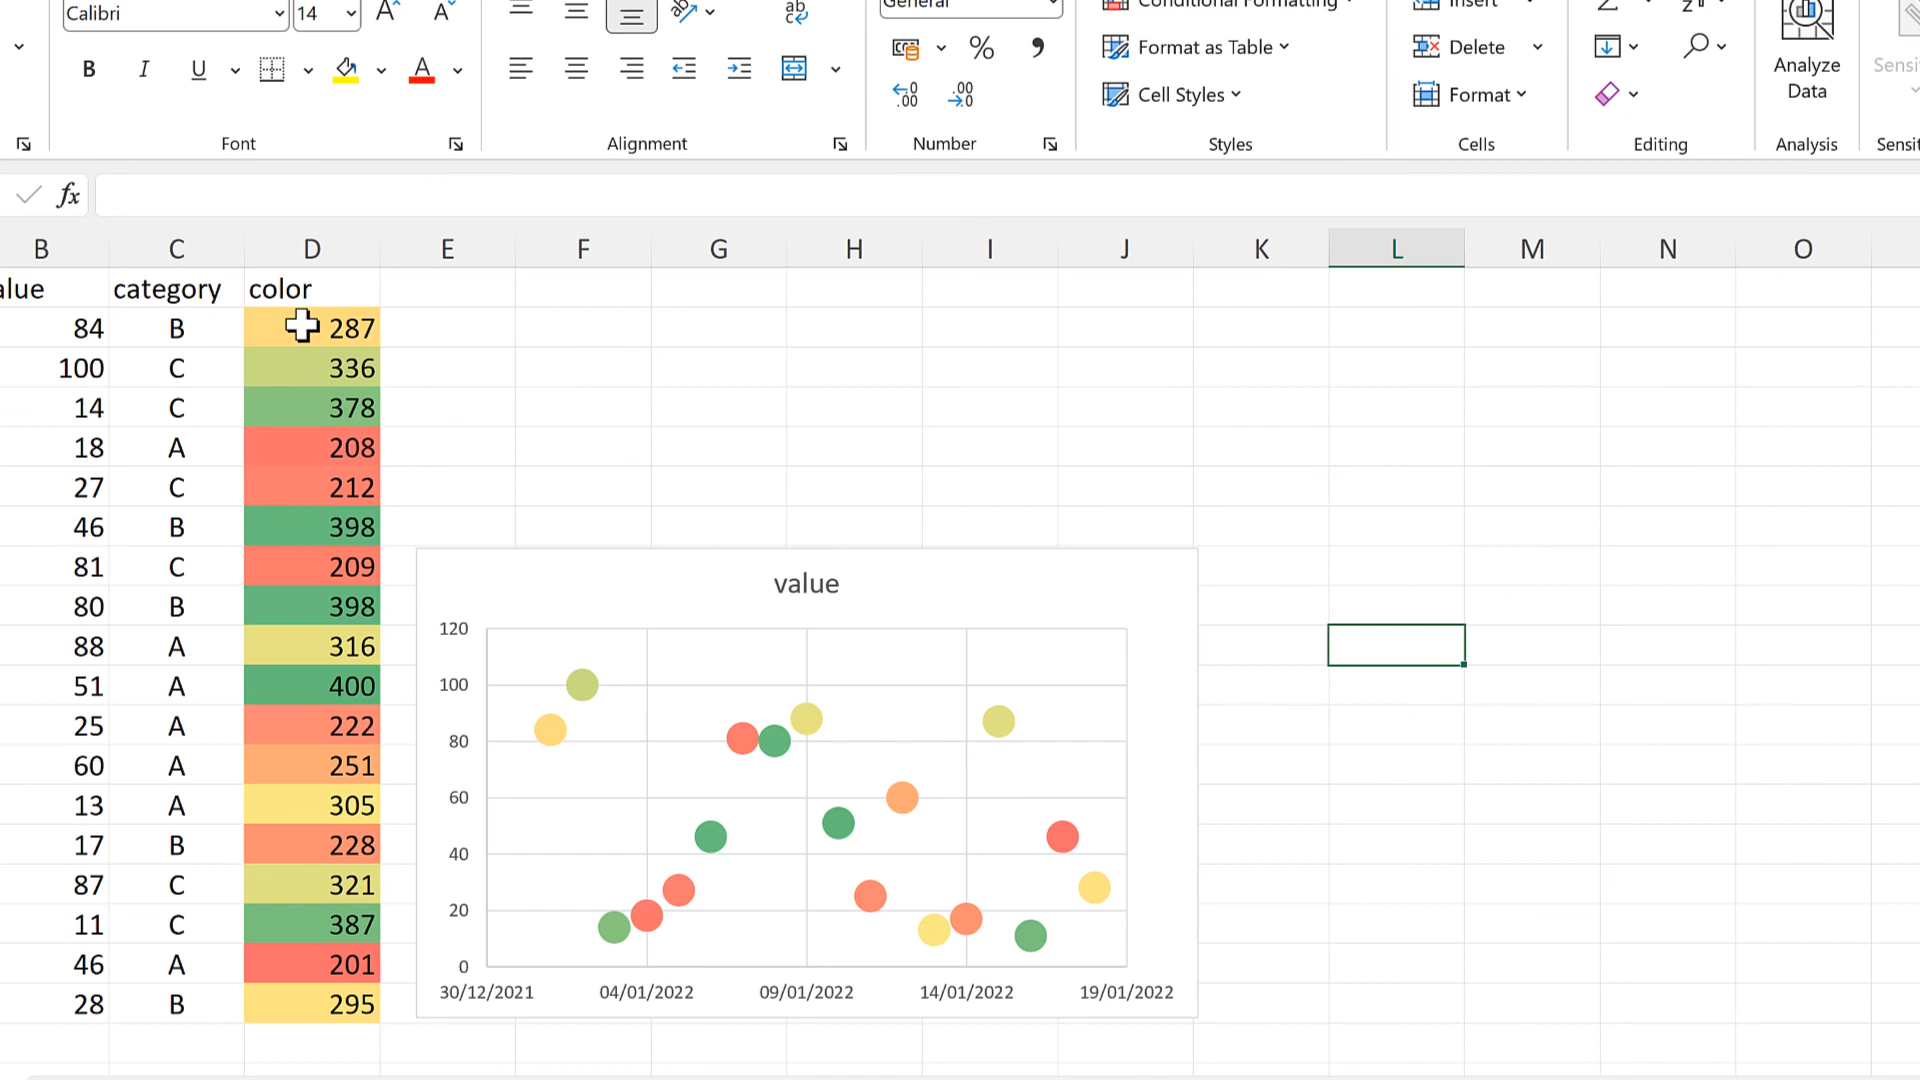 Calibri 14 General Conditional Formatting Insert
B I U A % Format as Table Delete Analyze Data
ab c
.00 .00 Cell Styles Format
Font Alignment Number Styles Cells Editing Analysis
fx
B C D E F G H I J K L M N O
category color
84 B 287
100 C 336
14 C 378
18 A 208
27 C 212
46 B 398
81 C 209
80 B 398
88 A 316
51 A 400
25 A 222
60 A 251
13 A 305
17 B 228
87 C 321
11 C 387
46 A 201
28 B 295
value
120
100
80
60
40
20
0
30/12/2021 04/01/2022 09/01/2022 14/01/2022 19/01/2022